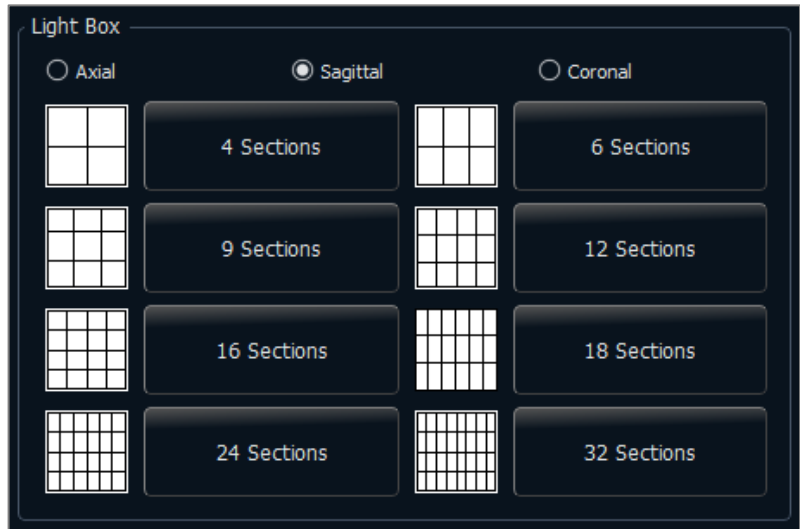 Light Box
Axial Sagittal Coronal
4 Sections 6 Sections
9 Sections 12 Sections
16 Sections 18 Sections
24 Sections 32 Sections